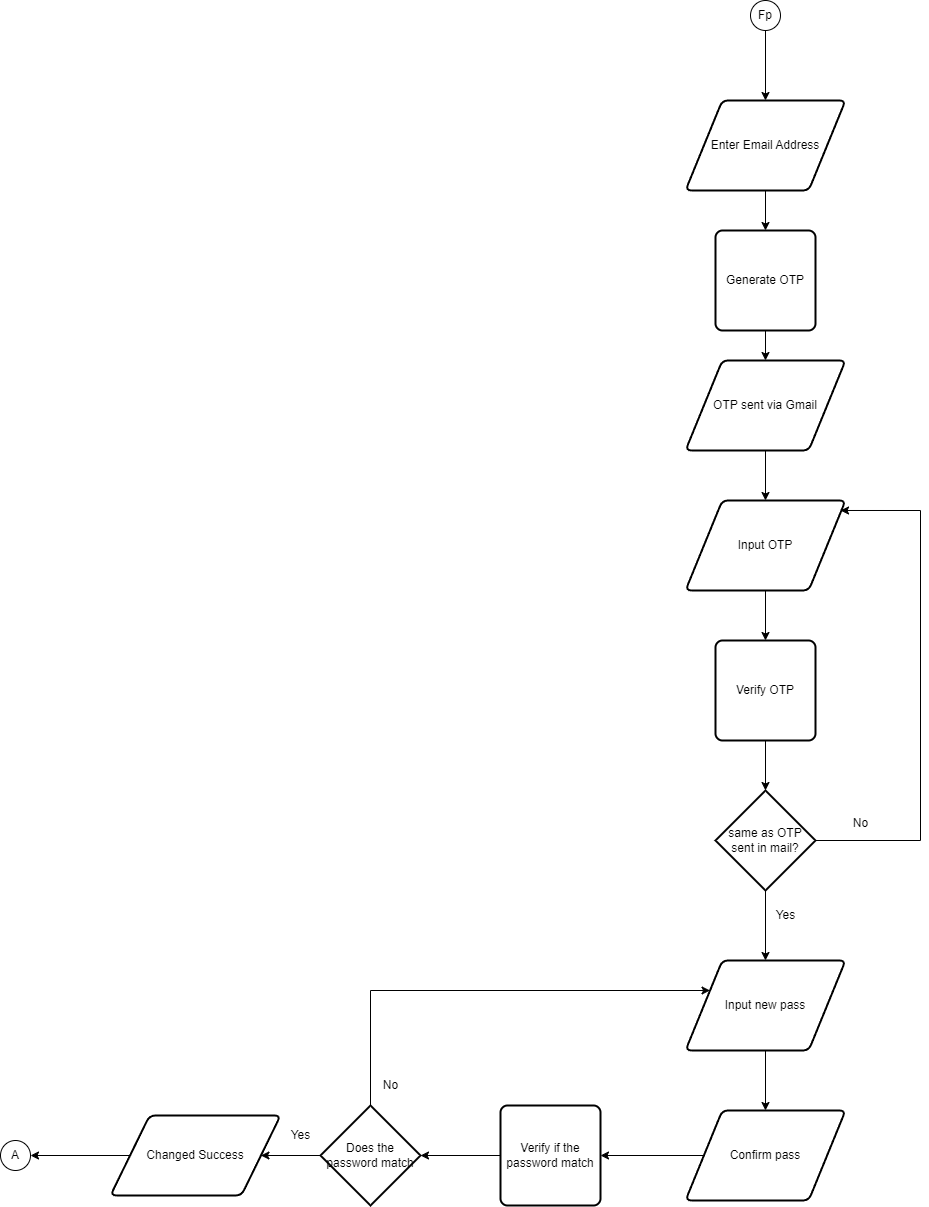 Fp
Enter Email Address
Generate OTP
OTP sent via Gmail
Input OTP
Verify OTP
same as OTP
sent in mail?
No
Yes
Input new pass
No
Yes
A
Changed Success
Does the
password match
Verify if the
password match
Confirm pass